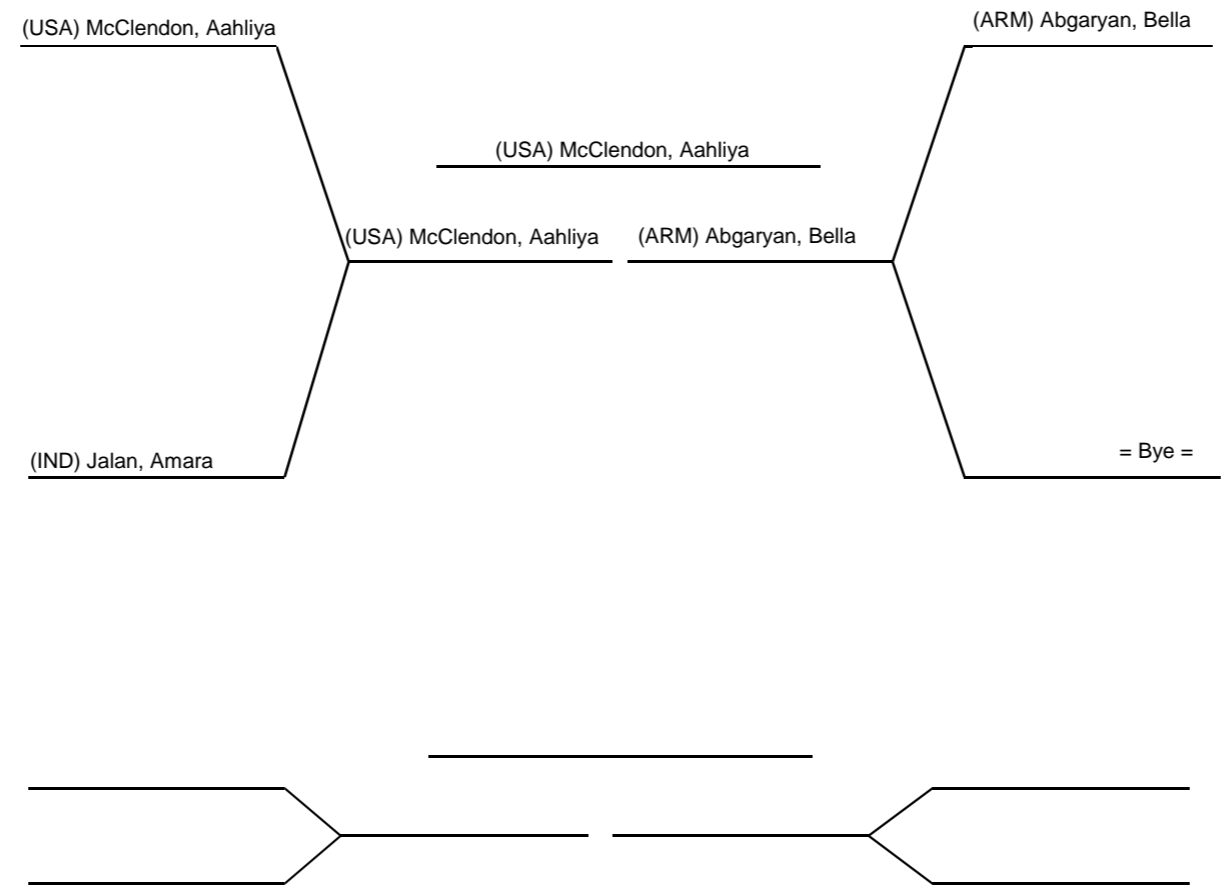 (USA) McClendon, Aahliya
(ARM) Abgaryan, Bella
(USA) McClendon, Aahliya
(USA) McClendon, Aahliya
(ARM) Abgaryan, Bella
(IND) Jalan, Amara
= Bye =